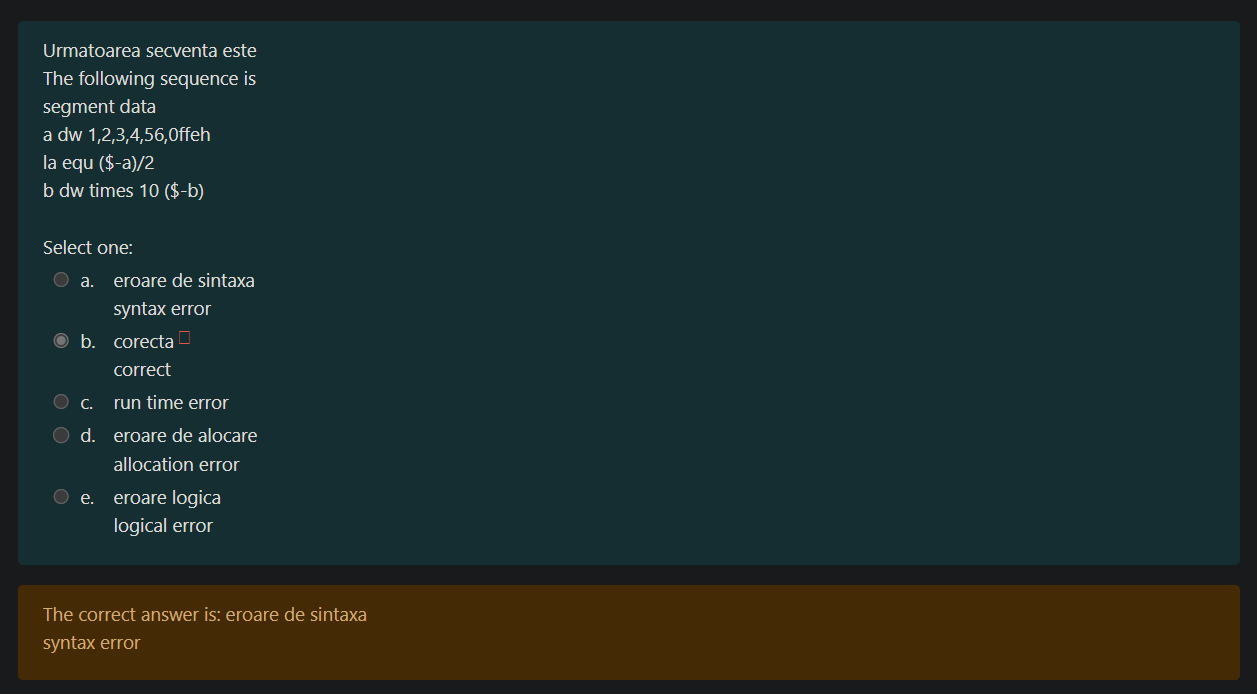 Urmatoarea secventa este
The following sequence is
segment data
a dw 1,2,3,4,56,0ffeh
la equ ($-a)/2
b dw times 10 ($-b)
Select one:
a. eroare de sintaxa
syntax error
b. corecta
correct
c. run time error
d. eroare de alocare
allocation error
e. eroare logica
logical error
The correct answer is: eroare de sintaxa
syntax error